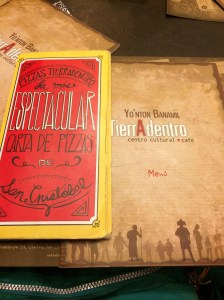 PIZZAS TIERRADENTRO
ESPECTACULAR
CARTA DE PIZZAS
San Cristóbal
Yo'nton Banamil
TierrAdentro
centro cultural • café
Menú